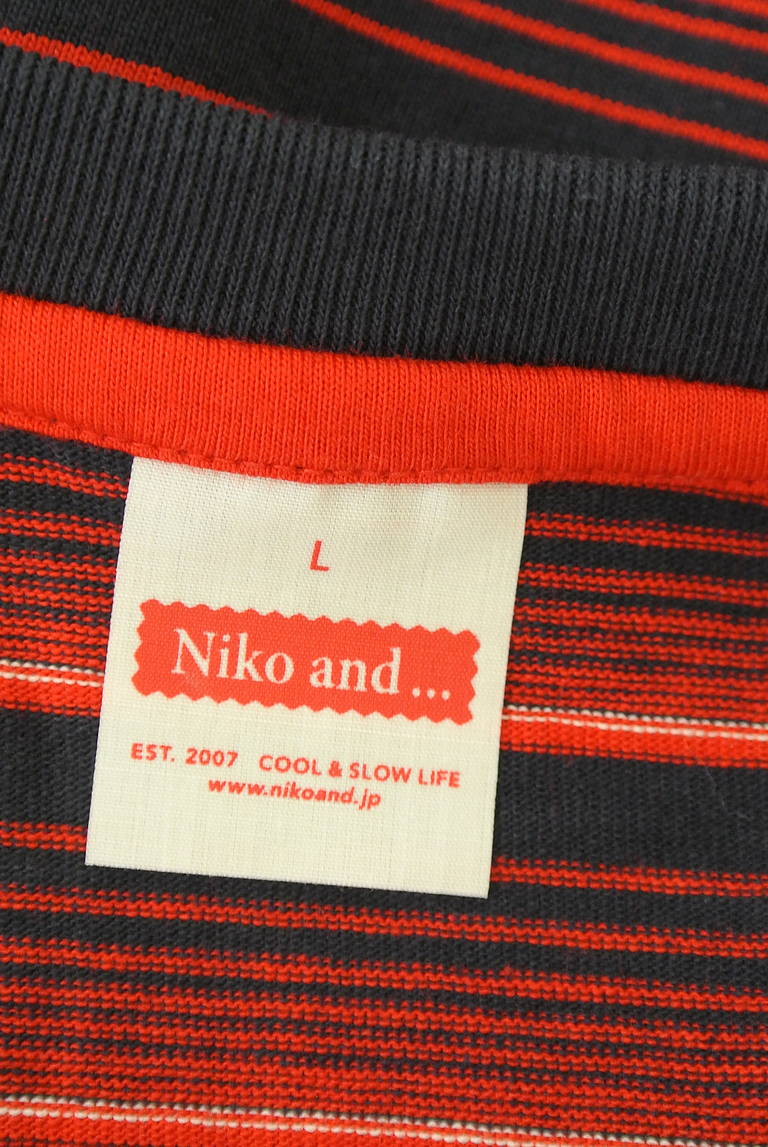 L
Niko and...
EST. 2007 COOL & SLOW LIFE
www.nikoand.jp